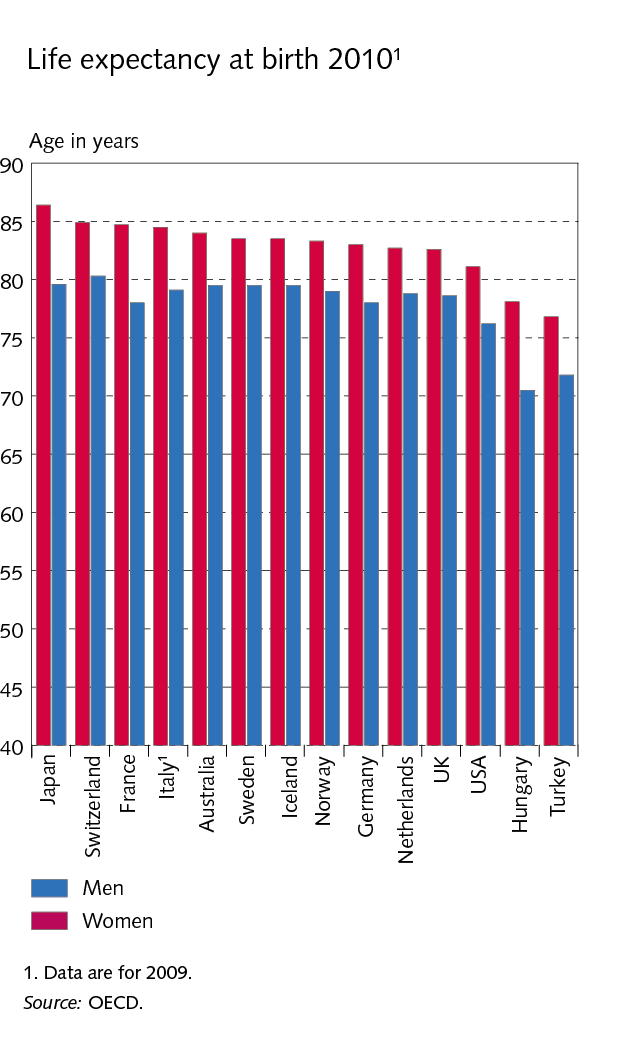 Life expectancy at birth 2010¹
Age in years
90
85
80
75
70
65
60
55
50
45
40
Japan
Switzerland
France
Italy¹
Australia
Sweden
Iceland
Norway
Germany
Netherlands
UK
USA
Hungary
Turkey
Men
Women
1. Data are for 2009.
Source: OECD.